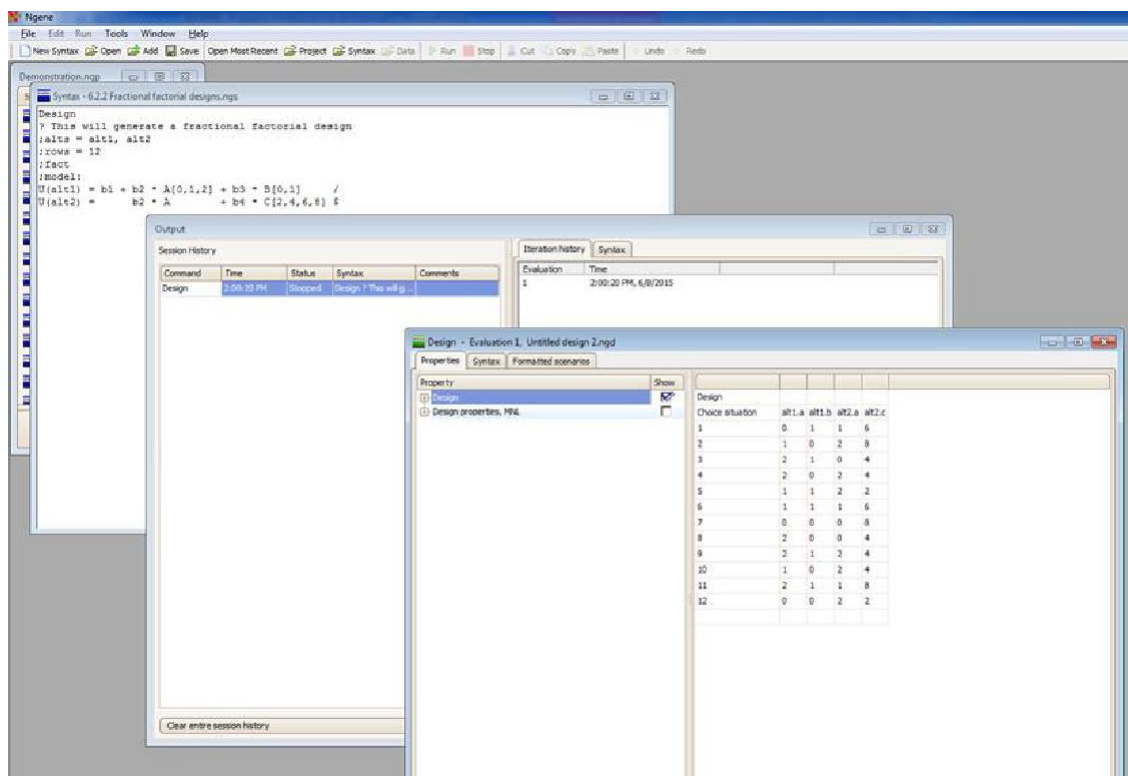 Ngene
File Edit Run Tools Window Help
New Syntax Open Add Save Open Most Recent Project Syntax Data Run Stop Cut Copy Paste Undo Redo
Demonstration.ngp
Syntax - 6.2.2 Fractional factorial designs.ngs
Design
? This will generate a fractional factorial design
;alts = alt1, alt2
;rows = 12
;fact
;model:
U(alt1) = b1 + b2 * A[0,1,2] + b3 * B[0,1] /
U(alt2) = b2 * A + b4 * C[2,4,6,8] $
Output
Session History
Command Time Status Syntax Comments
Design 2:00:20 PM Stopped Design ? This will g...
Iteration history Syntax
Evaluation Time
1 2:00:20 PM, 6/8/2015
Clear entire session history
Design - Evaluation 1, Untitled design 2.ngd
Properties Syntax Formatted scenarios
Property Show
Design
Design properties, MNL
Design
Choice situation alt1.a alt1.b alt2.a alt2.c
1 0 1 1 6
2 1 0 2 8
3 2 1 0 4
4 2 0 2 4
5 1 1 2 2
6 1 1 1 6
7 0 0 0 8
8 2 0 0 4
9 2 1 2 4
10 1 0 2 4
11 2 1 1 8
12 0 0 2 2